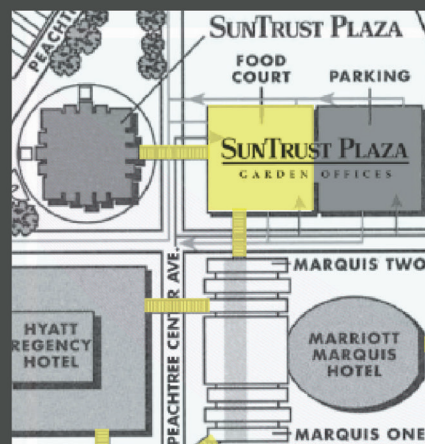 SUNTRUST PLAZA
PEACHTR
FOOD
COURT
PARKING
SUNTRUST PLAZA
GARDEN OFFICES
PEACHTREE CENTER AVE.
MARQUIS TWO
HYATT
REGENCY
HOTEL
MARRIOTT
MARQUIS
HOTEL
MARQUIS ONE